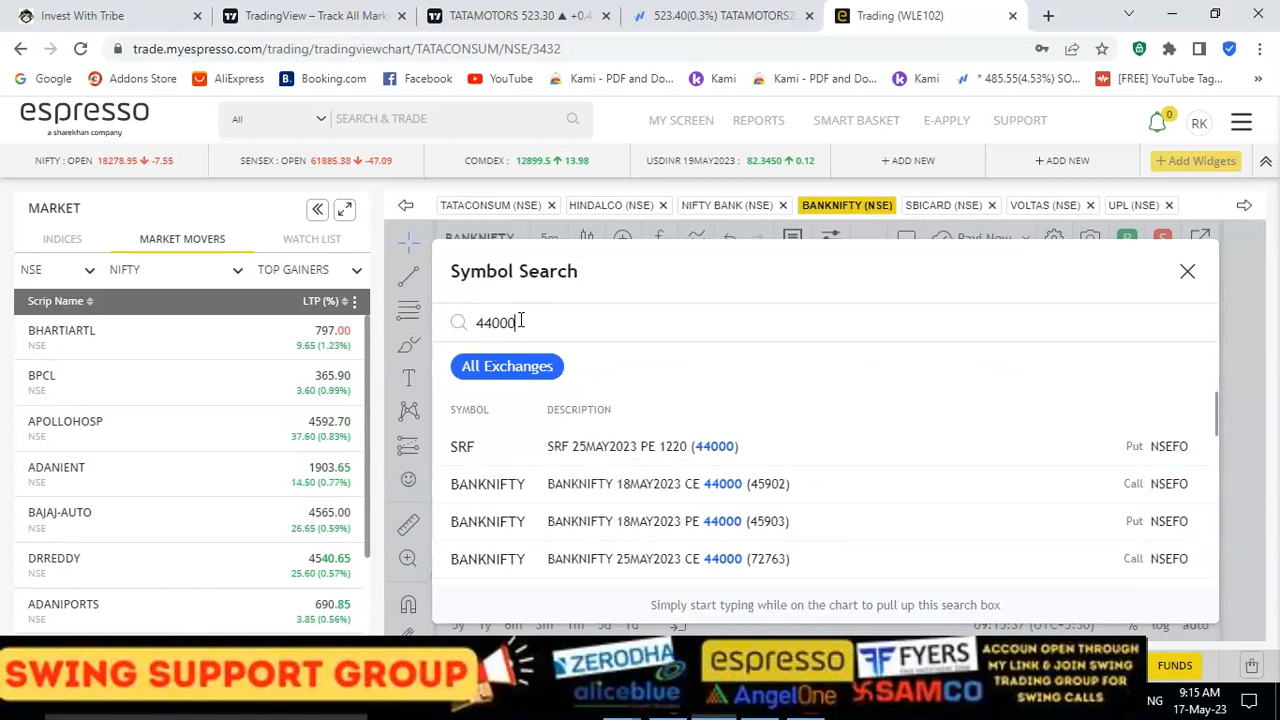 Invest With Tribe
TradingView – Track All Mark
TATAMOTORS 523.30 ▲ +0.4
523.40(0.3%) TATAMOTORS2
Trading (WLE102)
trade.myespresso.com/trading/tradingviewchart/TATACONSUM/NSE/3432
Google
Addons Store
AliExpress
Booking.com
Facebook
YouTube
Kami - PDF and Do...
Kami
Kami - PDF and Do...
Kami
* 485.55(4.53%) SO...
[FREE] YouTube Tag...
espresso
a sharekhan company
All
SEARCH & TRADE
MY SCREEN
REPORTS
SMART BASKET
E-APPLY
SUPPORT
0
RK
NIFTY : OPEN 18278.95 -7.55
SENSEX : OPEN 61885.38 -47.09
COMDEX : 12899.5 13.98
USDINR 19MAY2023 : 82.3450 0.12
+ ADD NEW
+ ADD NEW
+ Add Widgets
MARKET
INDICES
MARKET MOVERS
WATCH LIST
NSE
NIFTY
TOP GAINERS
Scrip Name
LTP (%)
BHARTIARTL 797.00
NSE 9.65 (1.23%)
BPCL 365.90
NSE 3.60 (0.99%)
APOLLOHOSP 4592.70
NSE 37.60 (0.83%)
ADANIENT 1903.65
NSE 14.50 (0.77%)
BAJAJ-AUTO 4565.00
NSE 26.65 (0.59%)
DRREDDY 4540.65
NSE 25.60 (0.57%)
ADANIPORTS 690.85
NSE 3.85 (0.56%)
TATACONSUM (NSE)
HINDALCO (NSE)
NIFTY BANK (NSE)
BANKNIFTY (NSE)
SBICARD (NSE)
VOLTAS (NSE)
UPL (NSE)
BANKNIFTY 5m
Symbol Search
44000
All Exchanges
SYMBOL DESCRIPTION
SRF SRF 25MAY2023 PE 1220 (44000) Put NSEFO
BANKNIFTY BANKNIFTY 18MAY2023 CE 44000 (45902) Call NSEFO
BANKNIFTY BANKNIFTY 18MAY2023 PE 44000 (45903) Put NSEFO
BANKNIFTY BANKNIFTY 25MAY2023 CE 44000 (72763) Call NSEFO
Simply start typing while on the chart to pull up this search box
SWING SUPPORT GROUP
ZERODHA
aliceblue
espresso
AngelOne
FYERS
SAMCO
ACCOUN OPEN THROUGH
MY LINK & JOIN SWING
TRADING GROUP FOR
SWING CALLS
FUNDS
NG
9:15 AM
17-May-23